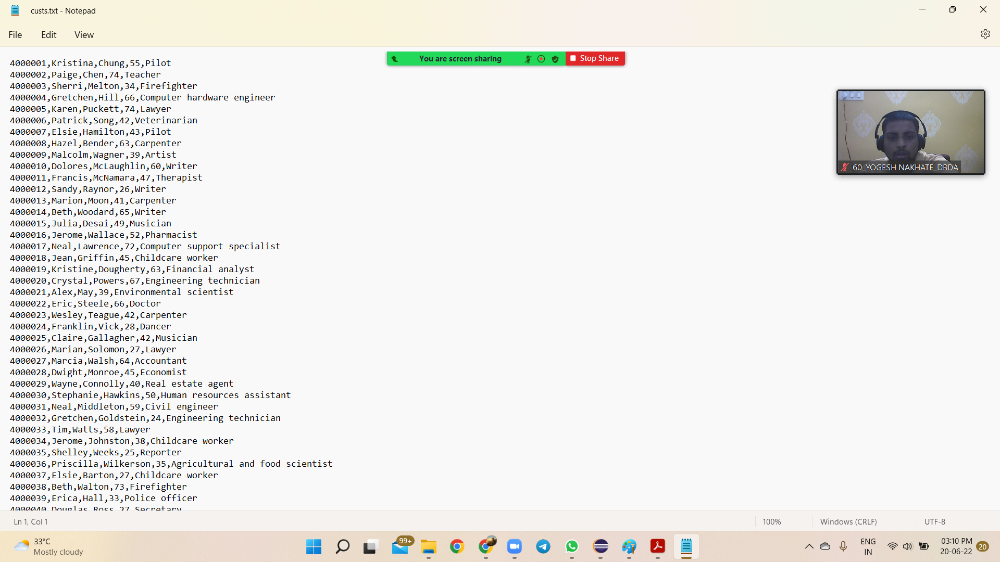 custs.txt - Notepad
File Edit View
You are screen sharing Stop Share
4000001,Kristina,Chung,55,Pilot
4000002,Paige,Chen,74,Teacher
4000003,Sherri,Melton,34,Firefighter
4000004,Gretchen,Hill,66,Computer hardware engineer
4000005,Karen,Puckett,74,Lawyer
4000006,Patrick,Song,42,Veterinarian
4000007,Elsie,Hamilton,43,Pilot
4000008,Hazel,Bender,63,Carpenter
4000009,Malcolm,Wagner,39,Artist
4000010,Dolores,McLaughlin,60,Writer
4000011,Francis,McNamara,47,Therapist
4000012,Sandy,Raynor,26,Writer
4000013,Marion,Moon,41,Carpenter
4000014,Beth,Woodard,65,Writer
4000015,Julia,Desai,49,Musician
4000016,Jerome,Wallace,52,Pharmacist
4000017,Neal,Lawrence,72,Computer support specialist
4000018,Jean,Griffin,45,Childcare worker
4000019,Kristine,Dougherty,63,Financial analyst
4000020,Crystal,Powers,67,Engineering technician
4000021,Alex,May,39,Environmental scientist
4000022,Eric,Steele,66,Doctor
4000023,Wesley,Teague,42,Carpenter
4000024,Franklin,Vick,28,Dancer
4000025,Claire,Gallagher,42,Musician
4000026,Marian,Solomon,27,Lawyer
4000027,Marcia,Walsh,64,Accountant
4000028,Dwight,Monroe,45,Economist
4000029,Wayne,Connolly,40,Real estate agent
4000030,Stephanie,Hawkins,50,Human resources assistant
4000031,Neal,Middleton,59,Civil engineer
4000032,Gretchen,Goldstein,24,Engineering technician
4000033,Tim,Watts,58,Lawyer
4000034,Jerome,Johnston,38,Childcare worker
4000035,Shelley,Weeks,25,Reporter
4000036,Priscilla,Wilkerson,35,Agricultural and food scientist
4000037,Elsie,Barton,27,Childcare worker
4000038,Beth,Walton,73,Firefighter
4000039,Erica,Hall,33,Police officer
4000040,Douglas,Ross,27,Secretary
60_YOGESH NAKHATE_DBDA
Ln 1, Col 1 100% Windows (CRLF) UTF-8
33°C
Mostly cloudy
99+
ENG
IN
03:10 PM
20-06-22
20